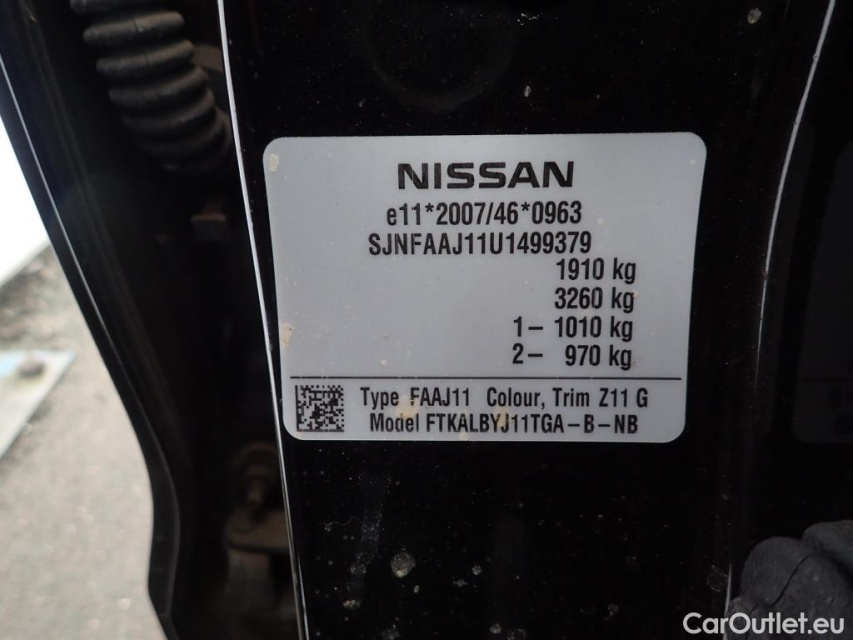 NISSAN
e11*2007/46*0963
SJNFAAJ11U1499379
1910 kg
3260 kg
1- 1010 kg
2- 970 kg
Type FAAJ11 Colour, Trim Z11 G
Model FTKALBYJ11TGA-B-NB
CarOutlet.eu